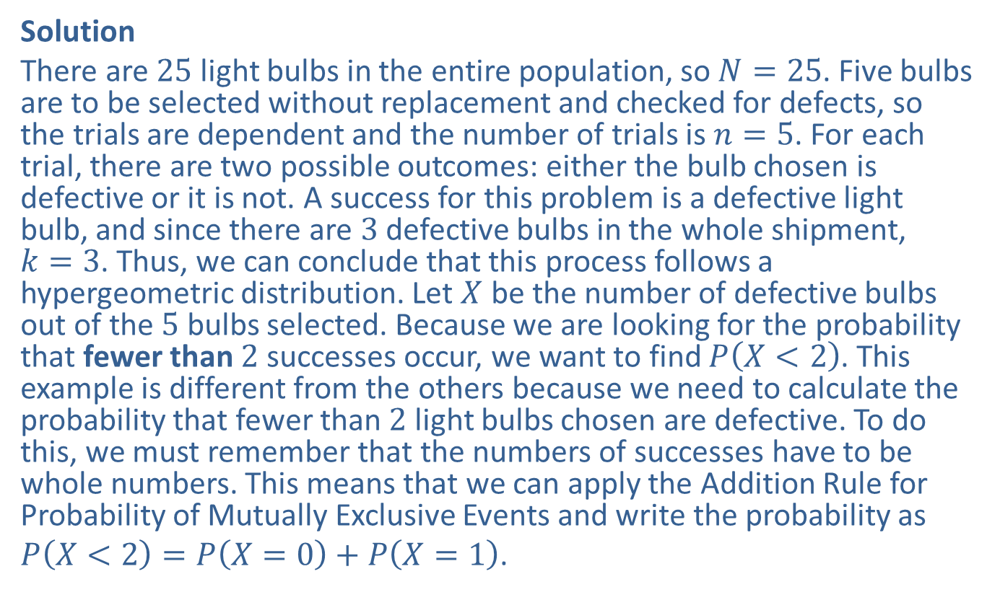 Solution
There are 25 light bulbs in the entire population, so N = 25. Five bulbs
are to be selected without replacement and checked for defects, so
the trials are dependent and the number of trials is n = 5. For each
trial, there are two possible outcomes: either the bulb chosen is
defective or it is not. A success for this problem is a defective light
bulb, and since there are 3 defective bulbs in the whole shipment,
k = 3. Thus, we can conclude that this process follows a
hypergeometric distribution. Let X be the number of defective bulbs
out of the 5 bulbs selected. Because we are looking for the probability
that fewer than 2 successes occur, we want to find P(X < 2). This
example is different from the others because we need to calculate the
probability that fewer than 2 light bulbs chosen are defective. To do
this, we must remember that the numbers of successes have to be
whole numbers. This means that we can apply the Addition Rule for
Probability of Mutually Exclusive Events and write the probability as
P(X < 2) = P(X = 0) + P(X = 1).